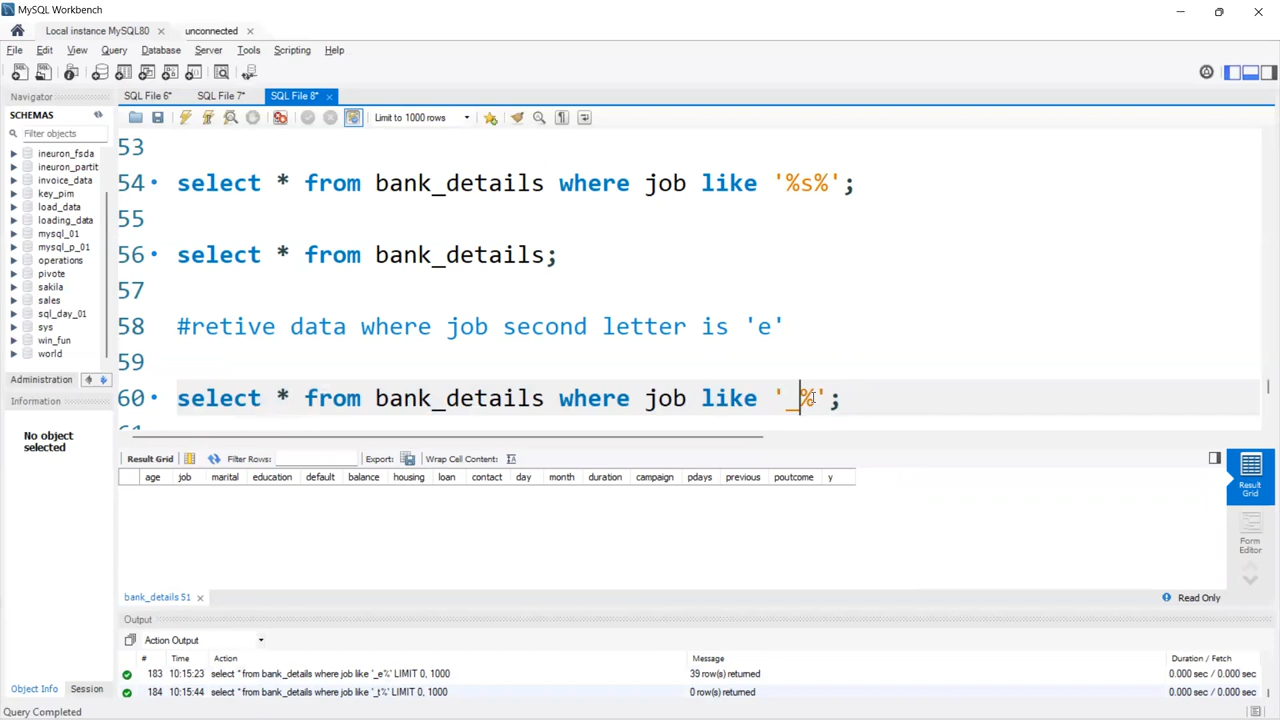 MySQL Workbench
Local instance MySQL80 unconnected
File Edit View Query Database Server Tools Scripting Help
Navigator
SQL File 6* SQL File 7* SQL File 8*
SCHEMAS
Filter objects
Limit to 1000 rows
ineuron_fsda
ineuron_partit
invoice_data
key_pim
load_data
loading_data
mysql_01
mysql_p_01
operations
pivote
sakila
sales
sql_day_01
sys
win_fun
world
53
54 select * from bank_details where job like '%s%';
55
56 select * from bank_details;
57
58 #retive data where job second letter is 'e'
59
60 select * from bank_details where job like '_%';
61
Administration
Information
No object
selected
Result Grid Filter Rows: Export: Wrap Cell Content:
age job marital education default balance housing loan contact day month duration campaign pdays previous poutcome y
Result
Grid
Form
Editor
bank_details 51
Read Only
Output
Action Output
# Time Action Message Duration / Fetch
183 10:15:23 select * from bank_details where job like '_e%' LIMIT 0, 1000 39 row(s) returned 0.000 sec / 0.000 sec
184 10:15:44 select * from bank_details where job like '_t%' LIMIT 0, 1000 0 row(s) returned 0.000 sec / 0.000 sec
Object Info Session
Query Completed